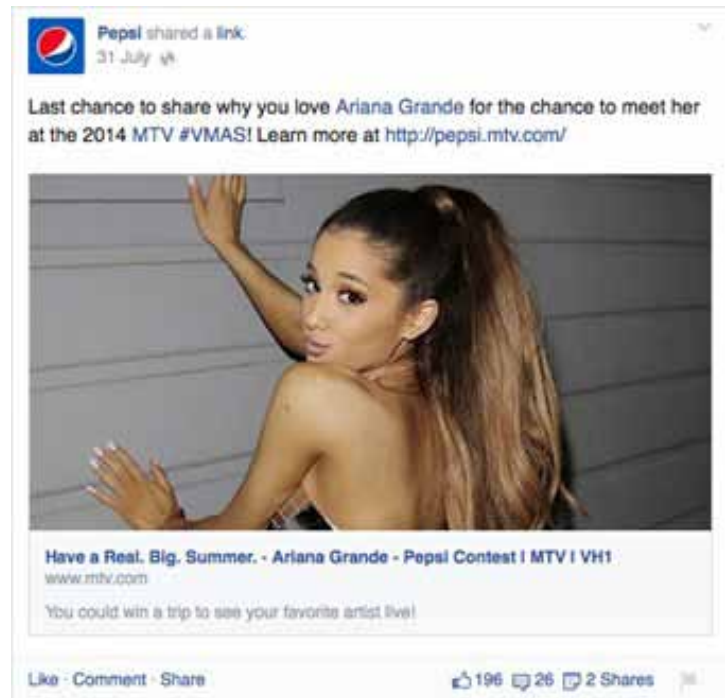 Pepsi shared a link.
31 July
Last chance to share why you love Ariana Grande for the chance to meet her
at the 2014 MTV #VMAS! Learn more at http://pepsi.mtv.com/
Have a Real. Big. Summer. - Ariana Grande - Pepsi Contest | MTV | VH1
www.mtv.com
You could win a trip to see your favorite artist live!
Like · Comment · Share 196 26 2 Shares